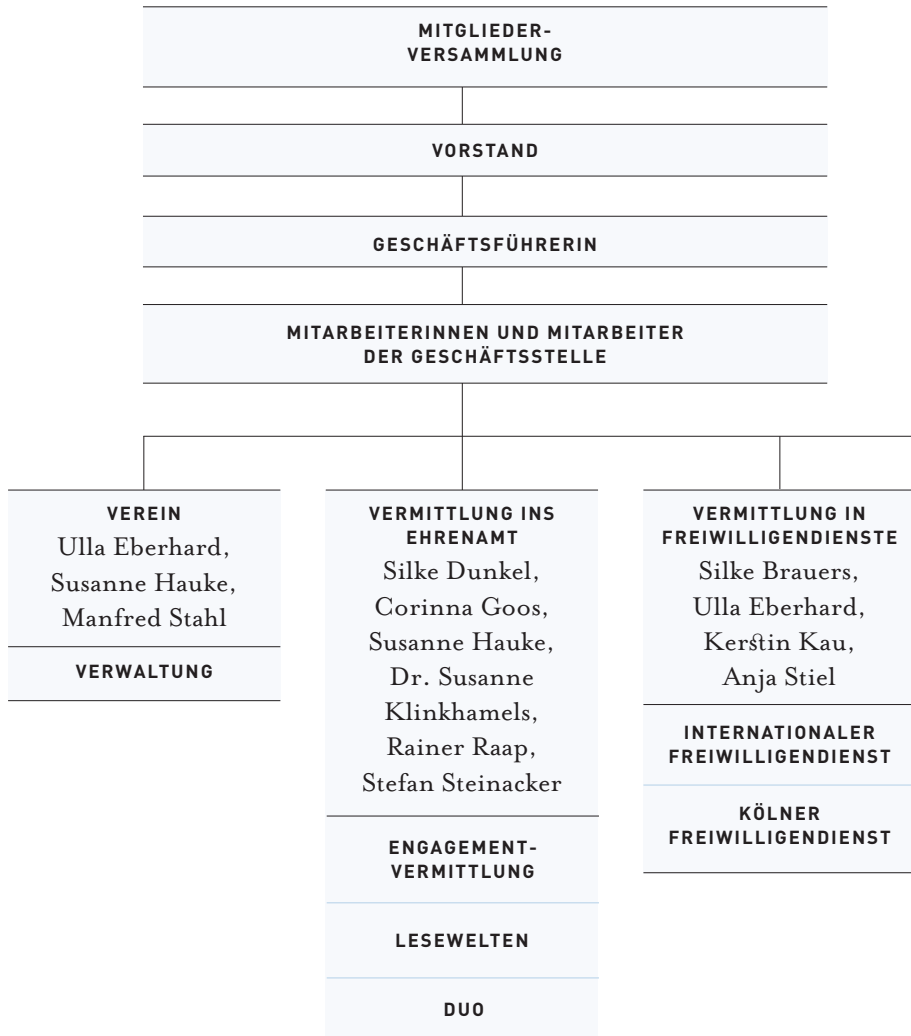 MITGLIEDER-
VERSAMMLUNG
VORSTAND
GESCHÄFTSFÜHRERIN
MITARBEITERINNEN UND MITARBEITER
DER GESCHÄFTSSTELLE
VEREIN
Ulla Eberhard,
Susanne Hauke,
Manfred Stahl
VERWALTUNG
VERMITTLUNG INS
EHRENAMT
Silke Dunkel,
Corinna Goos,
Susanne Hauke,
Dr. Susanne
Klinkhamels,
Rainer Raap,
Stefan Steinacker
ENGAGEMENT-
VERMITTLUNG
LESEWELTEN
DUO
VERMITTLUNG IN
FREIWILLIGENDIENSTE
Silke Brauers,
Ulla Eberhard,
Kerstin Kau,
Anja Stiel
INTERNATIONALER
FREIWILLIGENDIENST
KÖLNER
FREIWILLIGENDIENST